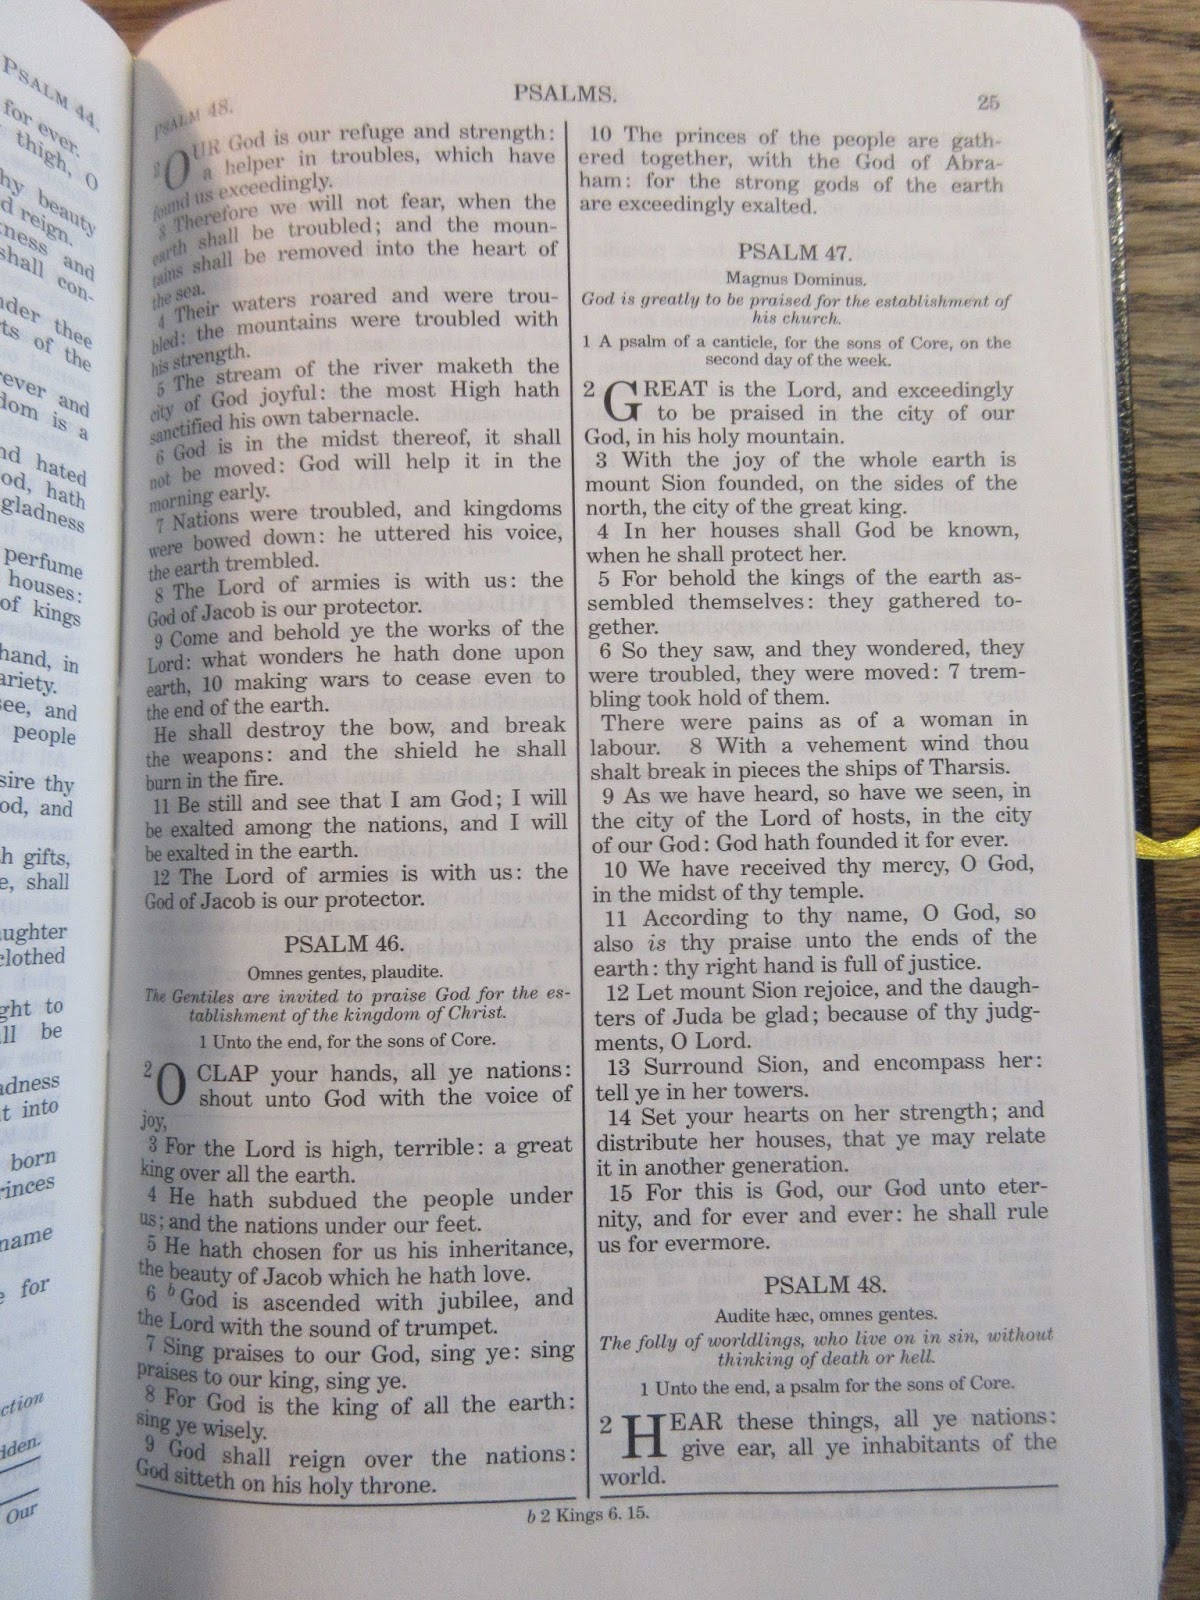 PSALM 44.
for ever.
thigh, O
hy beauty
d reign.
kness and
shall con-
nder thee
rts of the
ever and
dom is a
nd hated
od, hath
gladness
perfume
houses:
of kings
hand, in
ariety.
see, and
people
sire thy
od, and
h gifts,
e, shall
ughter
clothed
ght to
ll be
adness
t into
born
rinces
name
e for
ction
dden.
Our
PSALM 48.
PSALMS.
25
2 OUR God is our refuge and strength:
a helper in troubles, which have
found us exceedingly.
3 Therefore we will not fear, when the
earth shall be troubled; and the moun-
tains shall be removed into the heart of
the sea.
4 Their waters roared and were trou-
bled: the mountains were troubled with
his strength.
5 The stream of the river maketh the
city of God joyful: the most High hath
sanctified his own tabernacle.
6 God is in the midst thereof, it shall
not be moved: God will help it in the
morning early.
7 Nations were troubled, and kingdoms
were bowed down: he uttered his voice,
the earth trembled.
8 The Lord of armies is with us: the
God of Jacob is our protector.
9 Come and behold ye the works of the
Lord: what wonders he hath done upon
earth, 10 making wars to cease even to
the end of the earth.
He shall destroy the bow, and break
the weapons: and the shield he shall
burn in the fire.
11 Be still and see that I am God; I will
be exalted among the nations, and I will
be exalted in the earth.
12 The Lord of armies is with us: the
God of Jacob is our protector.
PSALM 46.
Omnes gentes, plaudite.
The Gentiles are invited to praise God for the es-
tablishment of the kingdom of Christ.
1 Unto the end, for the sons of Core.
2 O CLAP your hands, all ye nations:
shout unto God with the voice of
joy,
3 For the Lord is high, terrible: a great
king over all the earth.
4 He hath subdued the people under
us; and the nations under our feet.
5 He hath chosen for us his inheritance,
the beauty of Jacob which he hath love.
6 b God is ascended with jubilee, and
the Lord with the sound of trumpet.
7 Sing praises to our God, sing ye: sing
praises to our king, sing ye.
8 For God is the king of all the earth:
sing ye wisely.
9 God shall reign over the nations:
God sitteth on his holy throne.
10 The princes of the people are gath-
ered together, with the God of Abra-
ham: for the strong gods of the earth
are exceedingly exalted.
PSALM 47.
Magnus Dominus.
God is greatly to be praised for the establishment of
his church.
1 A psalm of a canticle, for the sons of Core, on the
second day of the week.
2 GREAT is the Lord, and exceedingly
to be praised in the city of our
God, in his holy mountain.
3 With the joy of the whole earth is
mount Sion founded, on the sides of the
north, the city of the great king.
4 In her houses shall God be known,
when he shall protect her.
5 For behold the kings of the earth as-
sembled themselves: they gathered to-
gether.
6 So they saw, and they wondered, they
were troubled, they were moved: 7 trem-
bling took hold of them.
There were pains as of a woman in
labour. 8 With a vehement wind thou
shalt break in pieces the ships of Tharsis.
9 As we have heard, so have we seen, in
the city of the Lord of hosts, in the city
of our God: God hath founded it for ever.
10 We have received thy mercy, O God,
in the midst of thy temple.
11 According to thy name, O God, so
also is thy praise unto the ends of the
earth: thy right hand is full of justice.
12 Let mount Sion rejoice, and the daugh-
ters of Juda be glad; because of thy judg-
ments, O Lord.
13 Surround Sion, and encompass her:
tell ye in her towers.
14 Set your hearts on her strength; and
distribute her houses, that ye may relate
it in another generation.
15 For this is God, our God unto eter-
nity, and for ever and ever: he shall rule
us for evermore.
PSALM 48.
Audite hæc, omnes gentes.
The folly of worldlings, who live on in sin, without
thinking of death or hell.
1 Unto the end, a psalm for the sons of Core.
2 HEAR these things, all ye nations:
give ear, all ye inhabitants of the
world.
b 2 Kings 6. 15.